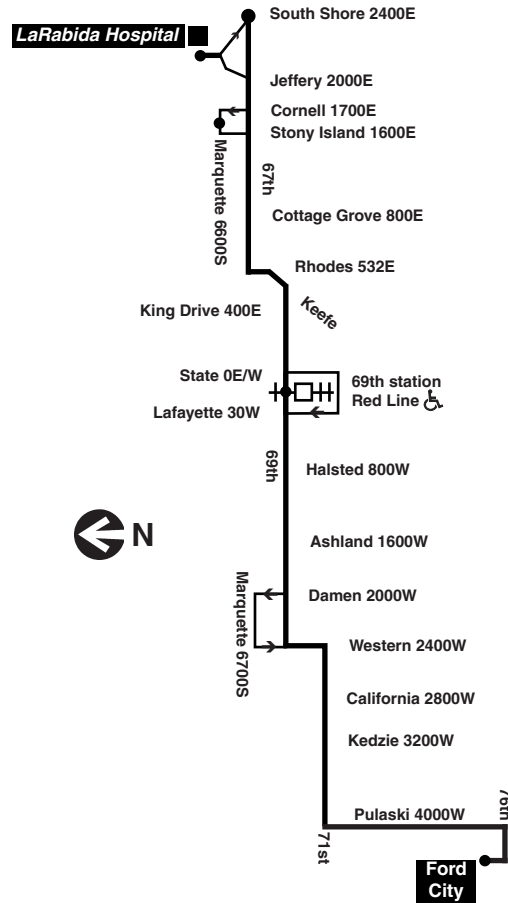 South Shore 2400E
LaRabida Hospital
Jeffery 2000E
Cornell 1700E
Stony Island 1600E
67th
Marquette 6600S
Cottage Grove 800E
Rhodes 532E
King Drive 400E
Keefe
State 0E/W
69th station
Red Line
Lafayette 30W
69th
Halsted 800W
N
Ashland 1600W
Damen 2000W
Marquette 6700S
Western 2400W
California 2800W
Kedzie 3200W
76th
Pulaski 4000W
71st
Ford
City